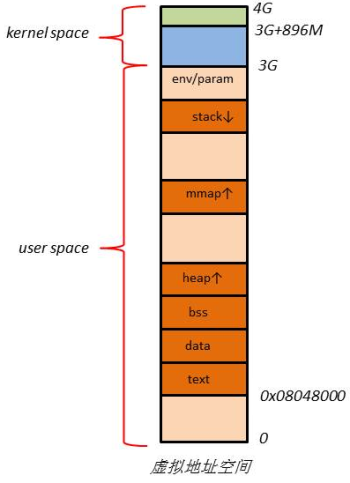 4G
kernel space
3G+896M
3G
env/param
stack↓
mmap↑
user space
heap↑
bss
data
text
0x08048000
0
虚拟地址空间